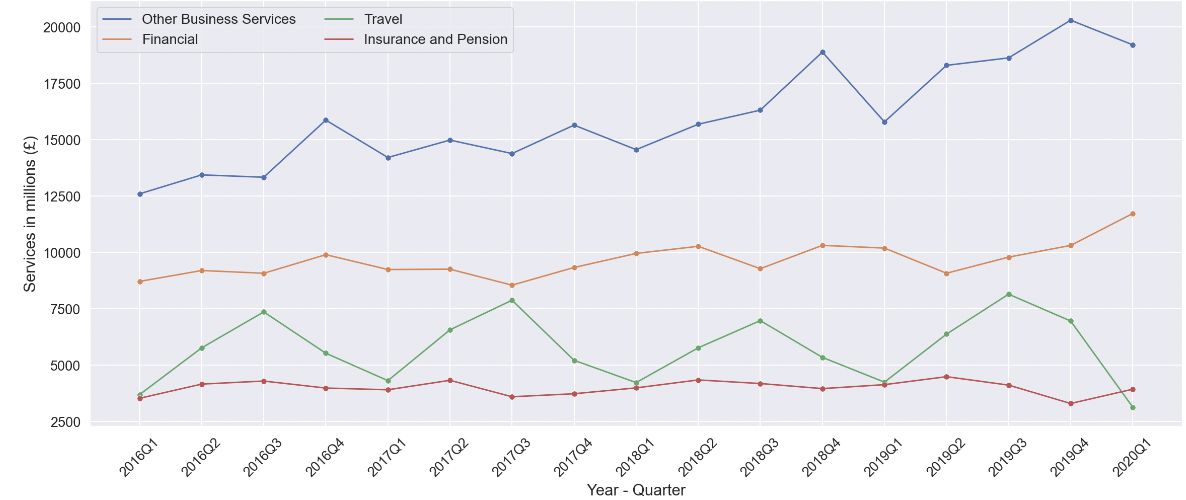 Other Business Services
Financial
Travel
Insurance and Pension
Services in millions (£)
20000
17500
15000
12500
10000
7500
5000
2500
2016Q1
2016Q2
2016Q3
2016Q4
2017Q1
2017Q2
2017Q3
2017Q4
2018Q1
2018Q2
2018Q3
2018Q4
2019Q1
2019Q2
2019Q3
2019Q4
2020Q1
Year - Quarter